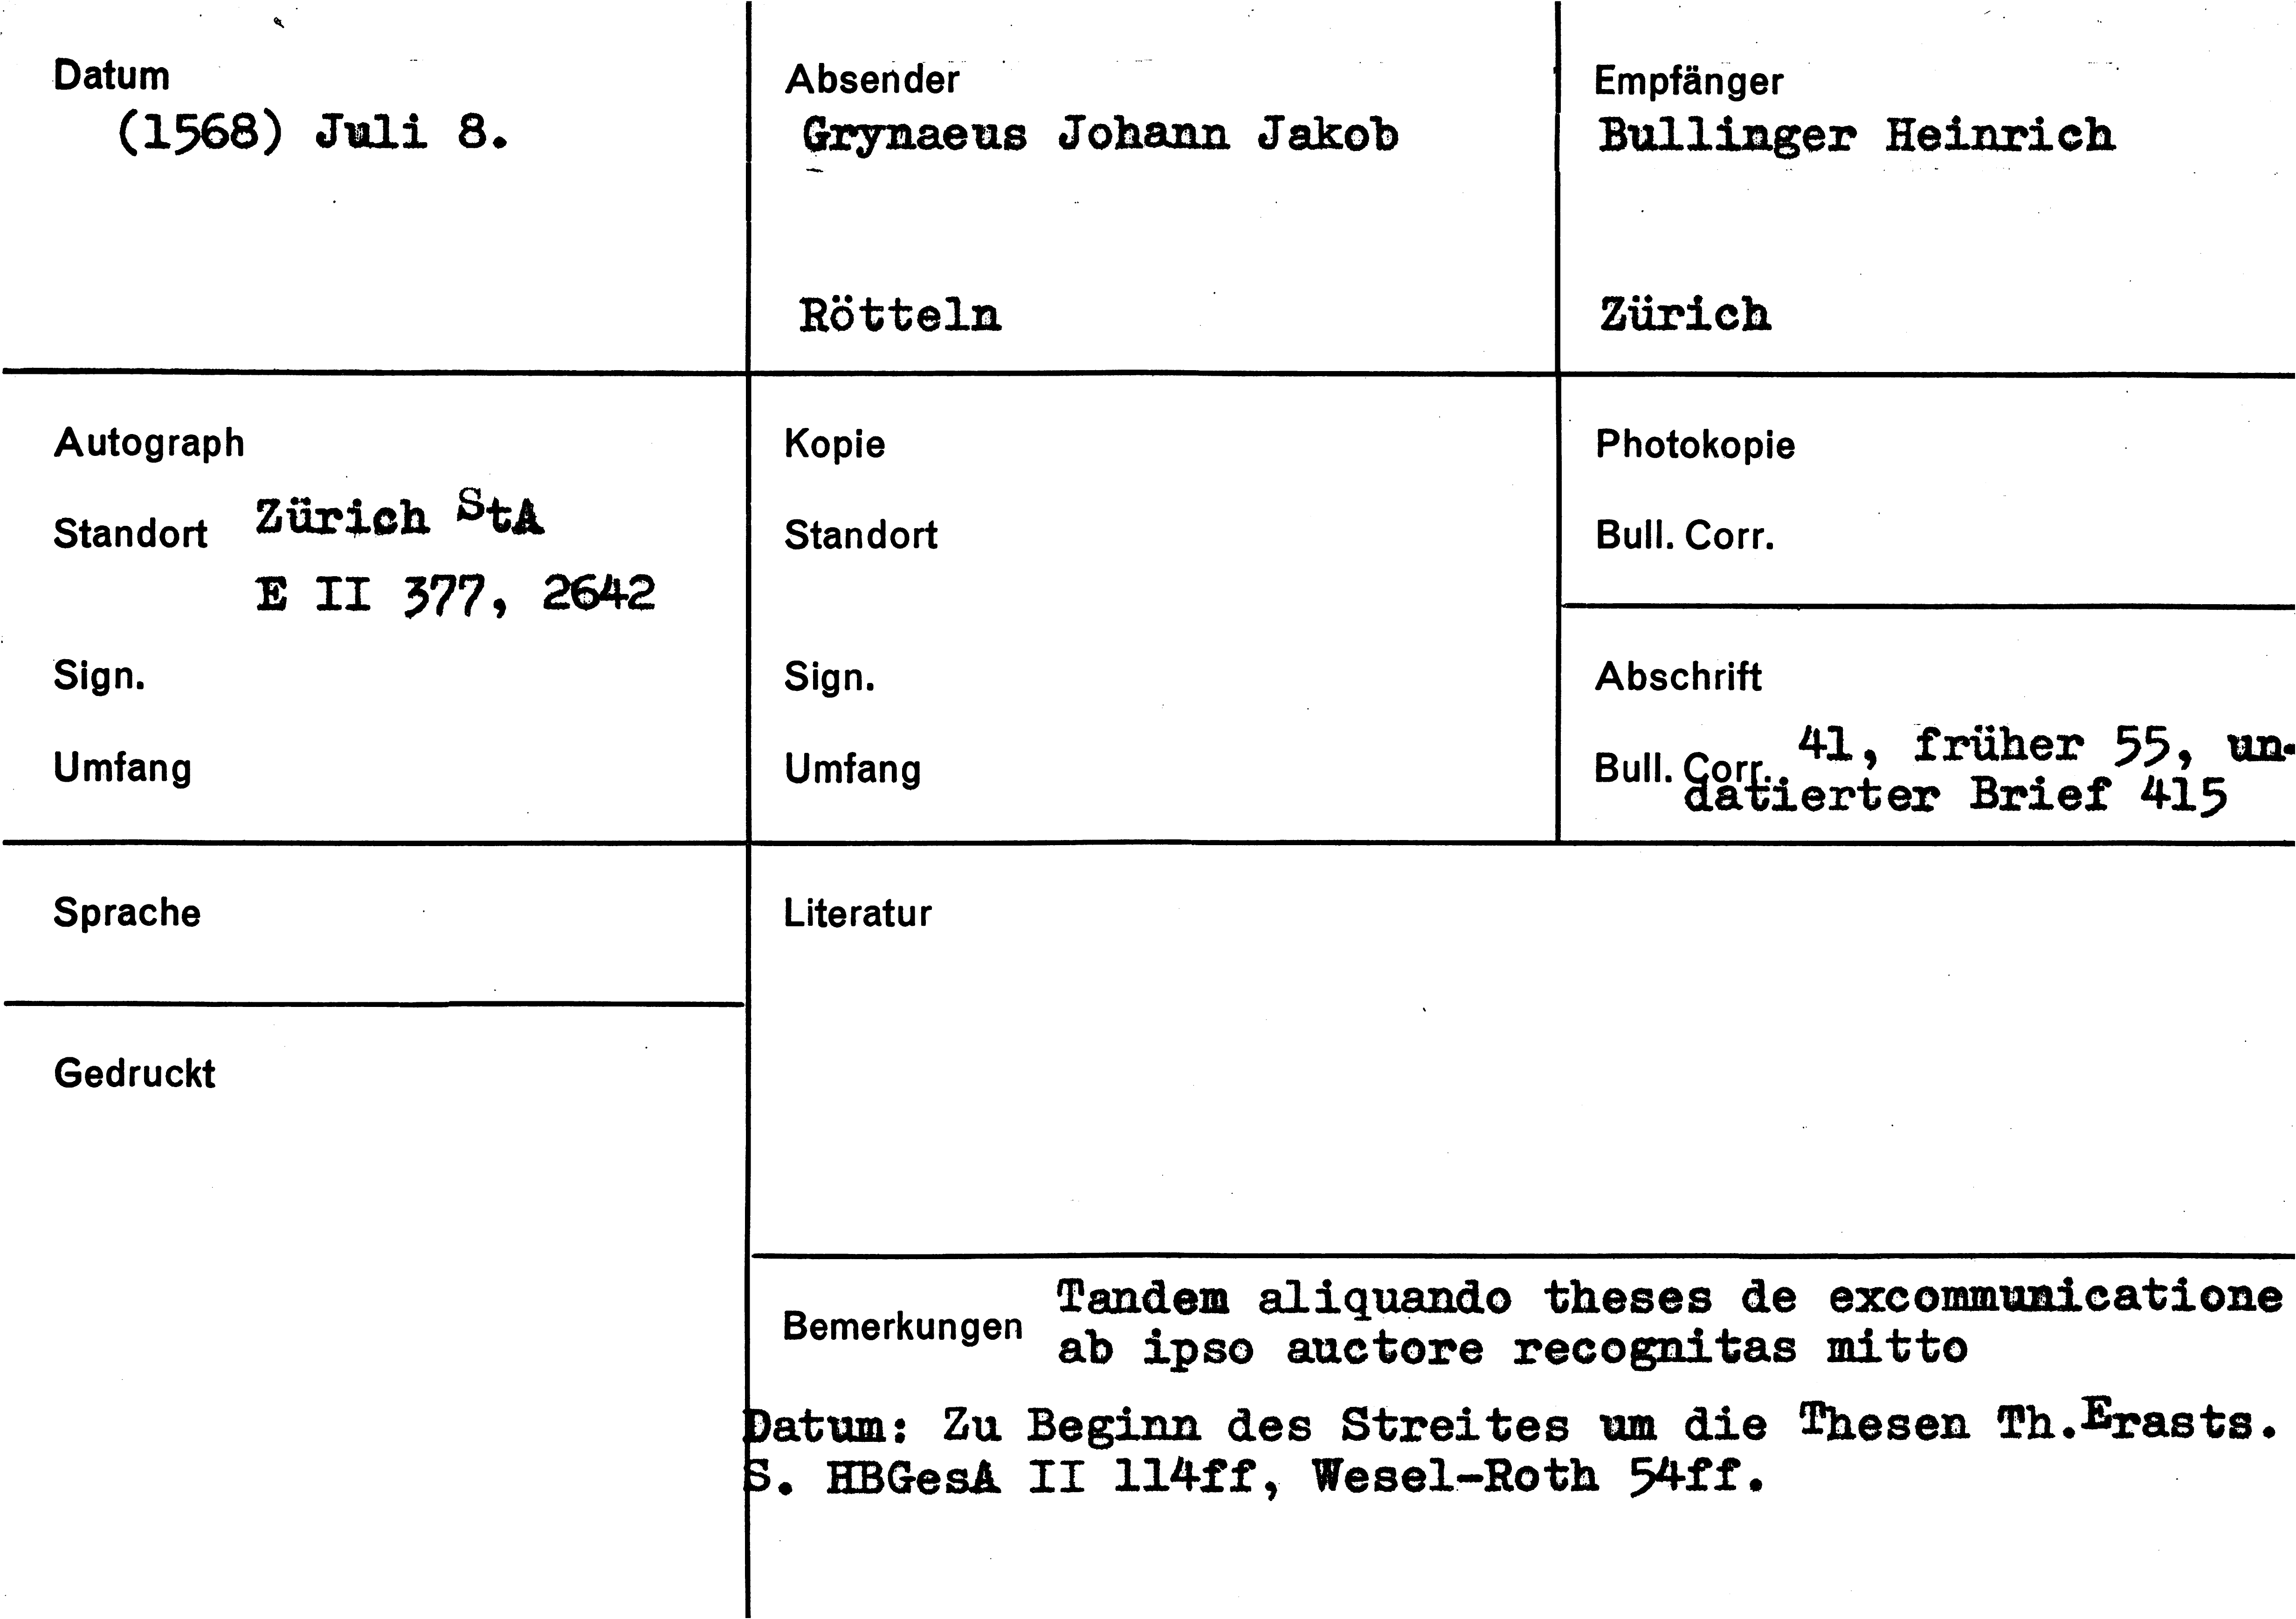 Datum
(1568) Juli 8.
Absender
Grynaeus Johann Jakob
Rötteln
Empfänger
Bullinger Heinrich
Zürich
Autograph
Standort Zürich StA
E II 377, 2642
Sign.
Umfang
Kopie
Standort
Sign.
Umfang
Photokopie
Bull. Corr.
Abschrift
Bull. Corr. 41, früher 55, un-
datierter Brief 415
Sprache
Literatur
Gedruckt
Bemerkungen Tandem aliquando theses de excommunicatione
ab ipso auctore recognitas mitto
Datum: Zu Beginn des Streites um die Thesen Th.Erasts.
S. HBGesA II 114ff, Wesel-Roth 54ff.